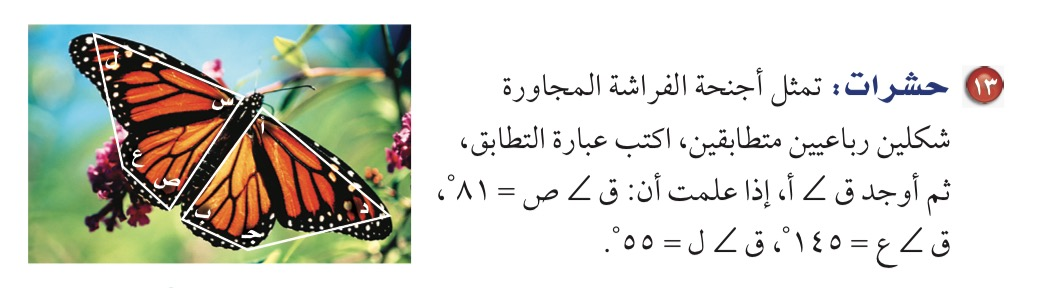 ١٣ حشرات: تمثل أجنحة الفراشة المجاورة
شكلين رباعيين متطابقين، اكتب عبارة التطابق،
ثم أوجد ق ∠ أ، إذا علمت أن: ق ∠ ص = ٨١°،
ق ∠ ع = ١٤٥°، ق ∠ ل = ٥٥°.
ل
س
أ
ع
ص
ب
د
جـ